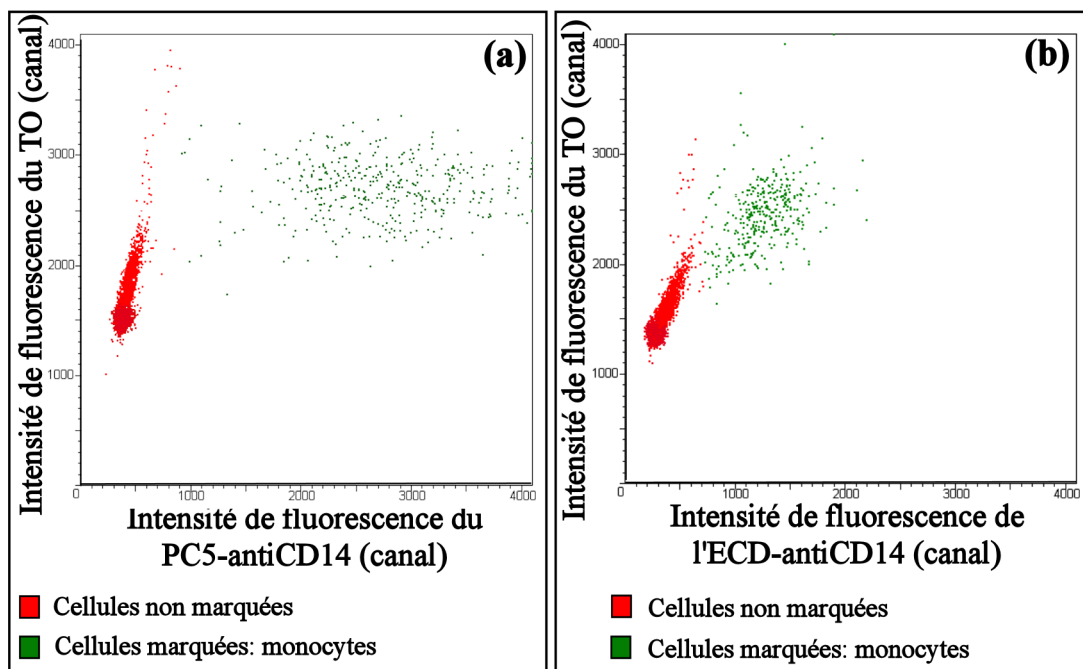 (a)
Intensité de fluorescence du TO (canal)
4000
3000
2000
1000
0
1000
2000
3000
4000
Intensité de fluorescence du
PC5-antiCD14 (canal)
Cellules non marquées
Cellules marquées: monocytes
(b)
Intensité de fluorescence du TO (canal)
4000
3000
2000
1000
0
0
1000
2000
3000
4000
Intensité de fluorescence de
l'ECD-antiCD14 (canal)
Cellules non marquées
Cellules marquées: monocytes